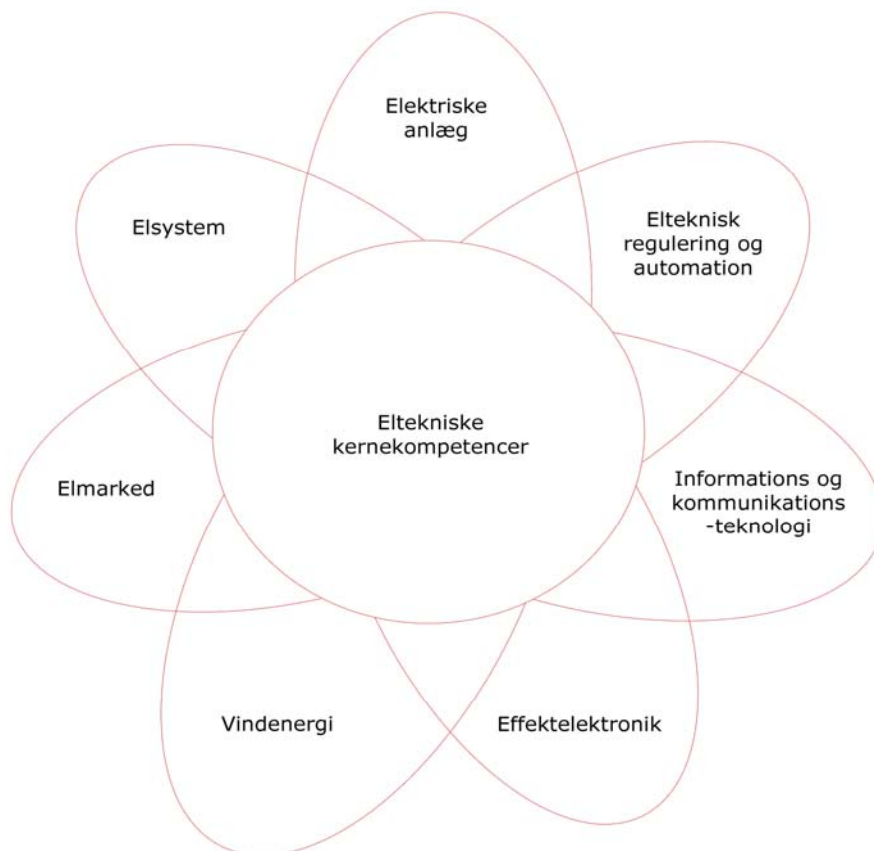 Elektriske
anlæg
Elteknisk
regulering og
automation
Elsystem
Eltekniske
kernekompetencer
Informations og
kommunikations
-teknologi
Elmarked
Vindenergi
Effektelektronik